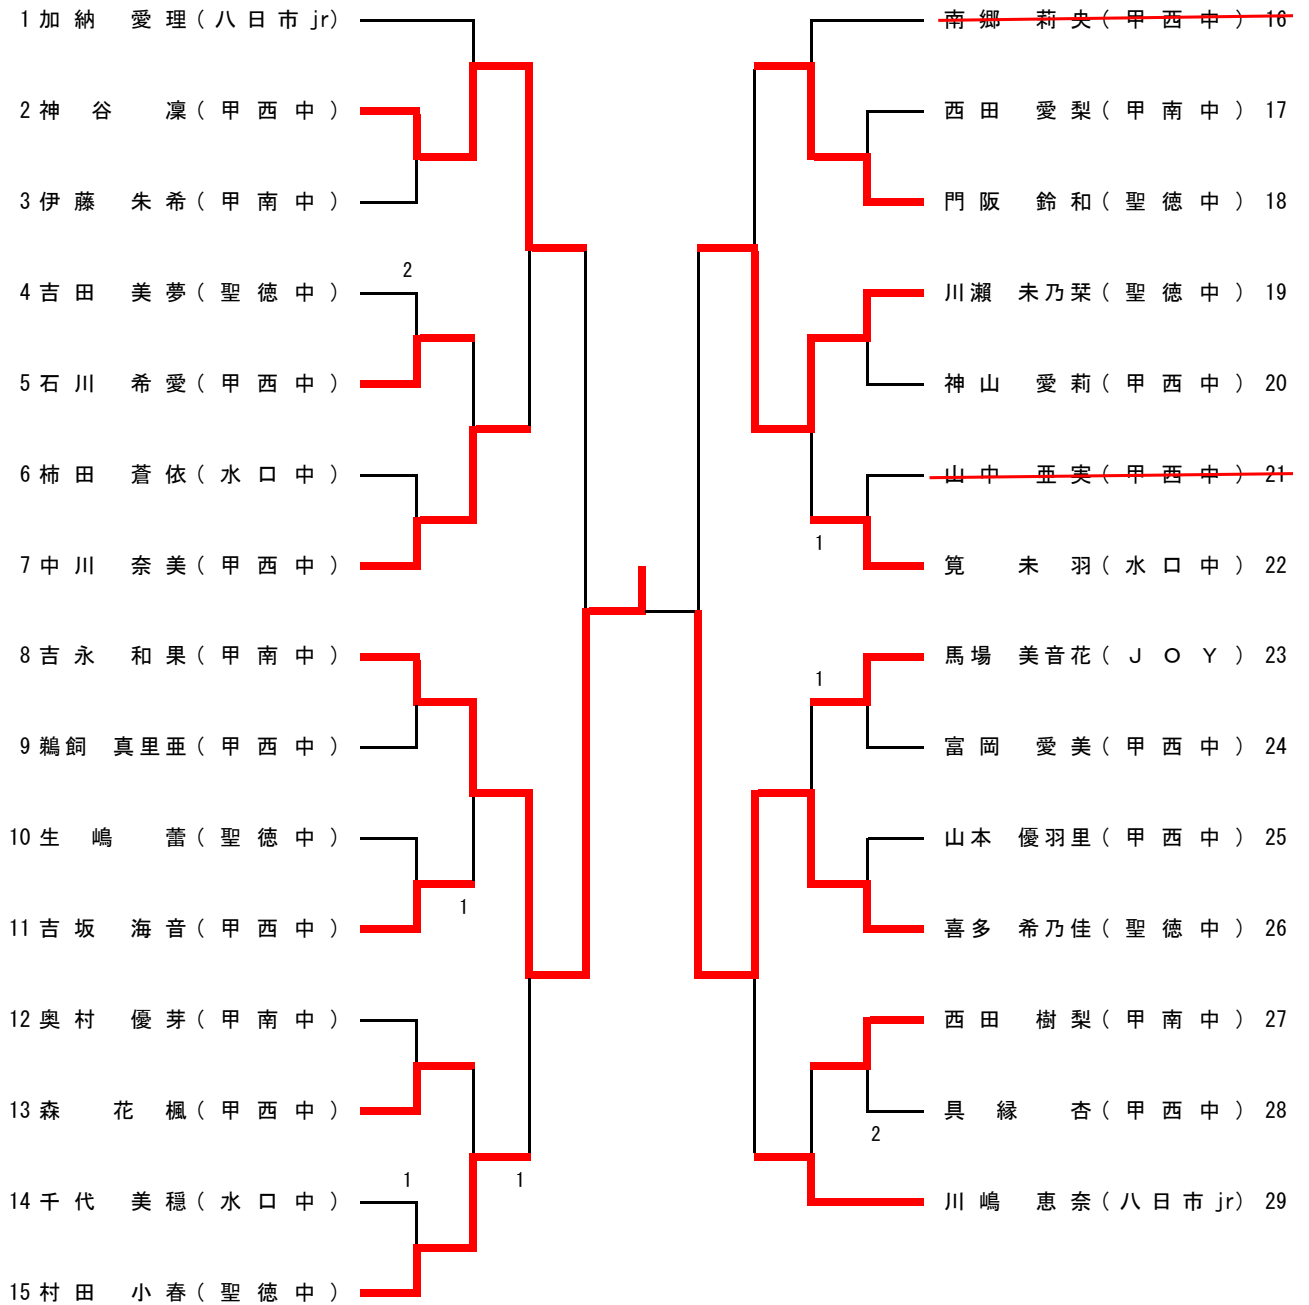 1 加納 愛理(八日市jr)
2 神谷 凜(甲西中)
3 伊藤 朱希(甲南中)
2
4 吉田 美夢(聖徳中)
5 石川 希愛(甲西中)
6 柿田 蒼依(水口中)
7 中川 奈美(甲西中)
8 吉永 和果(甲南中)
9 鵜飼 真里亜(甲西中)
10 生嶋 蕾(聖徳中)
1
11 吉坂 海音(甲西中)
12 奥村 優芽(甲南中)
13 森 花楓(甲西中)
1
1
14 千代 美穏(水口中)
15 村田 小春(聖徳中)
南郷 莉央(甲西中) 16
西田 愛梨(甲南中) 17
門阪 鈴和(聖徳中) 18
川瀬 未乃栞(聖徳中) 19
神山 愛莉(甲西中) 20
山中 亜実(甲西中) 21
1
筧 未羽(水口中) 22
馬場 美音花(JOY) 23
1
富岡 愛美(甲西中) 24
山本 優羽里(甲西中) 25
喜多 希乃佳(聖徳中) 26
西田 樹梨(甲南中) 27
具縁 杏(甲西中) 28
2
川嶋 恵奈(八日市jr) 29